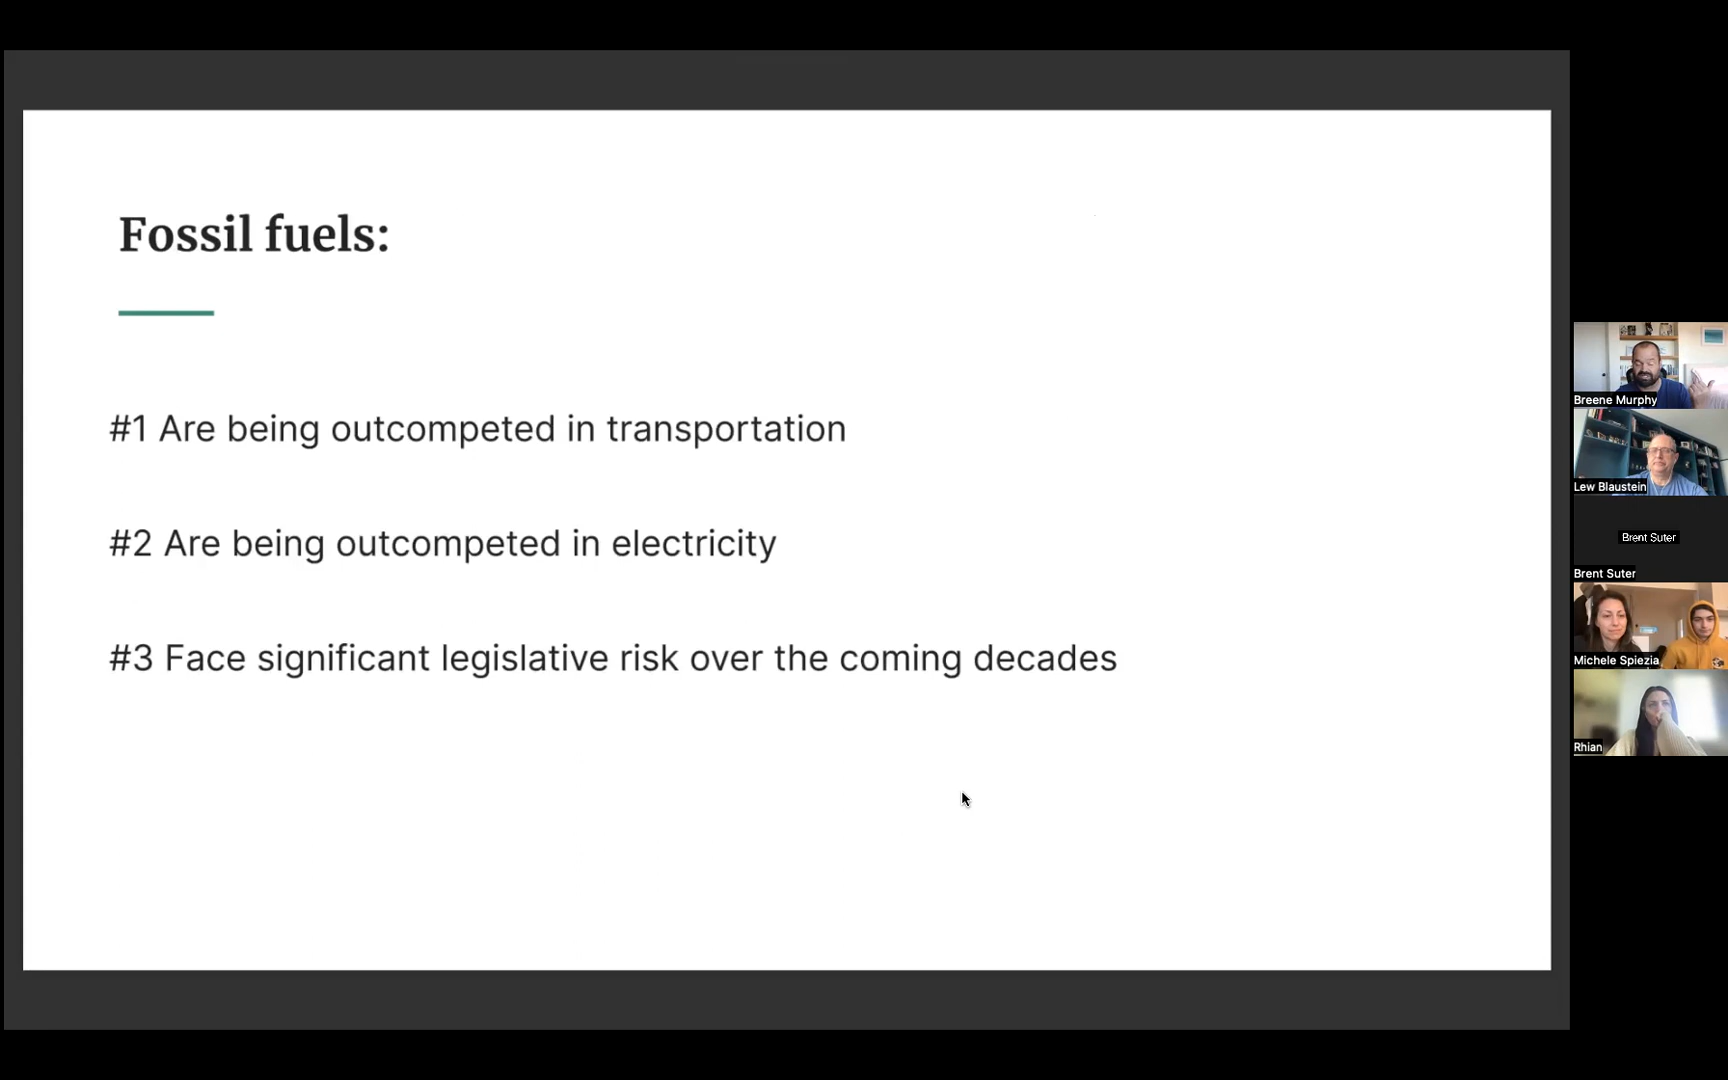 Fossil fuels:
#1 Are being outcompeted in transportation
#2 Are being outcompeted in electricity
#3 Face significant legislative risk over the coming decades
Breene Murphy
Lew Blaustein
Brent Suter
Brent Suter
Michele Spiezia
Rhian